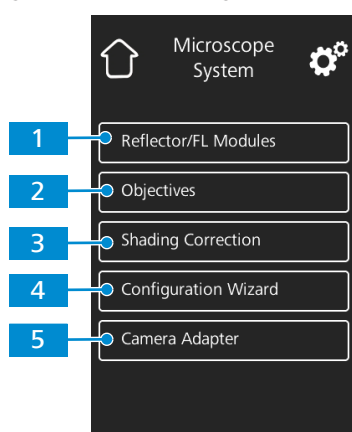 Microscope
System
1 Reflector/FL Modules
2 Objectives
3 Shading Correction
4 Configuration Wizard
5 Camera Adapter